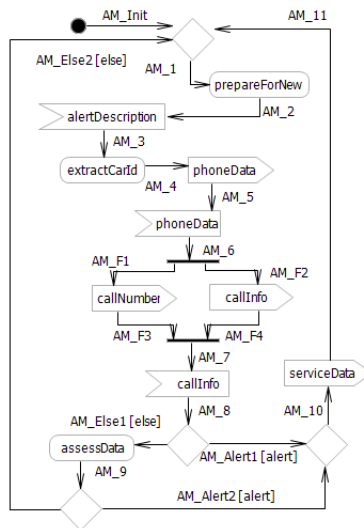 AM_Init
AM_11
AM_Else2 [else]
AM_1
prepareForNew
AM_2
alertDescription
AM_3
extractCarId
phoneData
AM_4
AM_5
phoneData
AM_6
AM_F1
AM_F2
callNumber
callInfo
AM_F3
AM_F4
AM_7
serviceData
callInfo
AM_8
AM_10
AM_Else1 [else]
assessData
AM_Alert1 [alert]
AM_9
AM_Alert2 [alert]